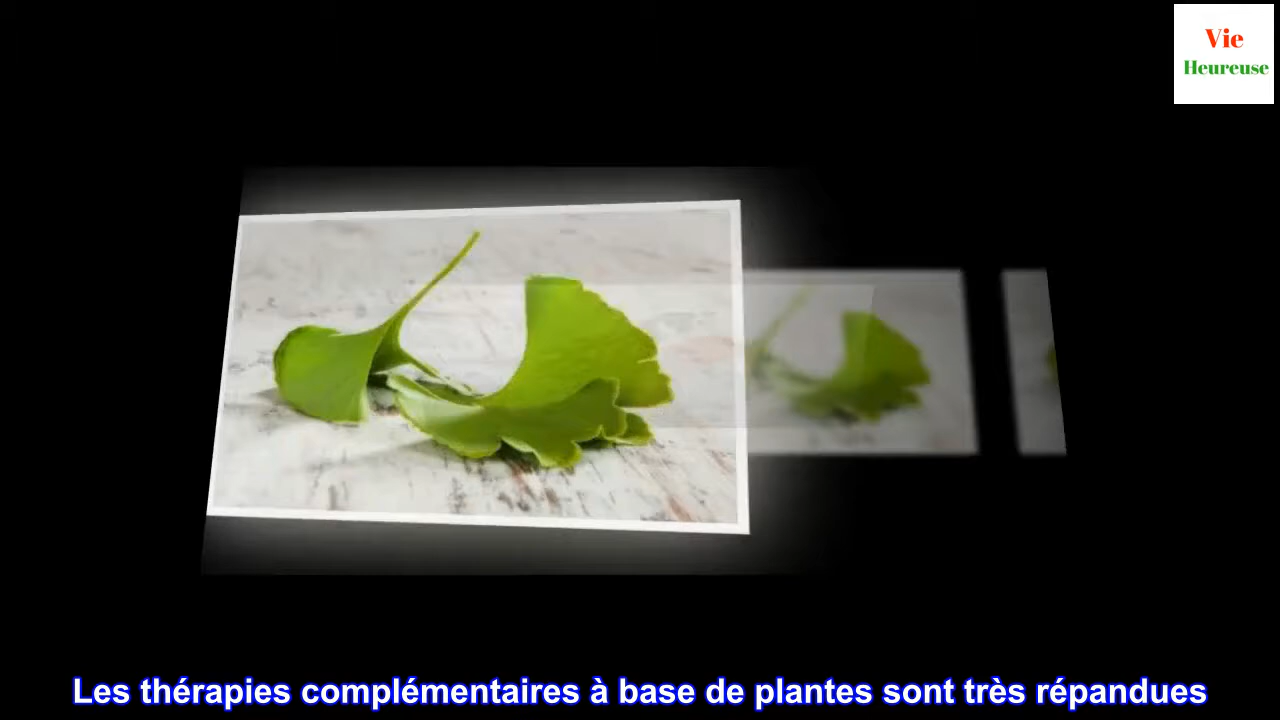 Vie
Heureuse
Les thérapies complémentaires à base de plantes sont très répandues